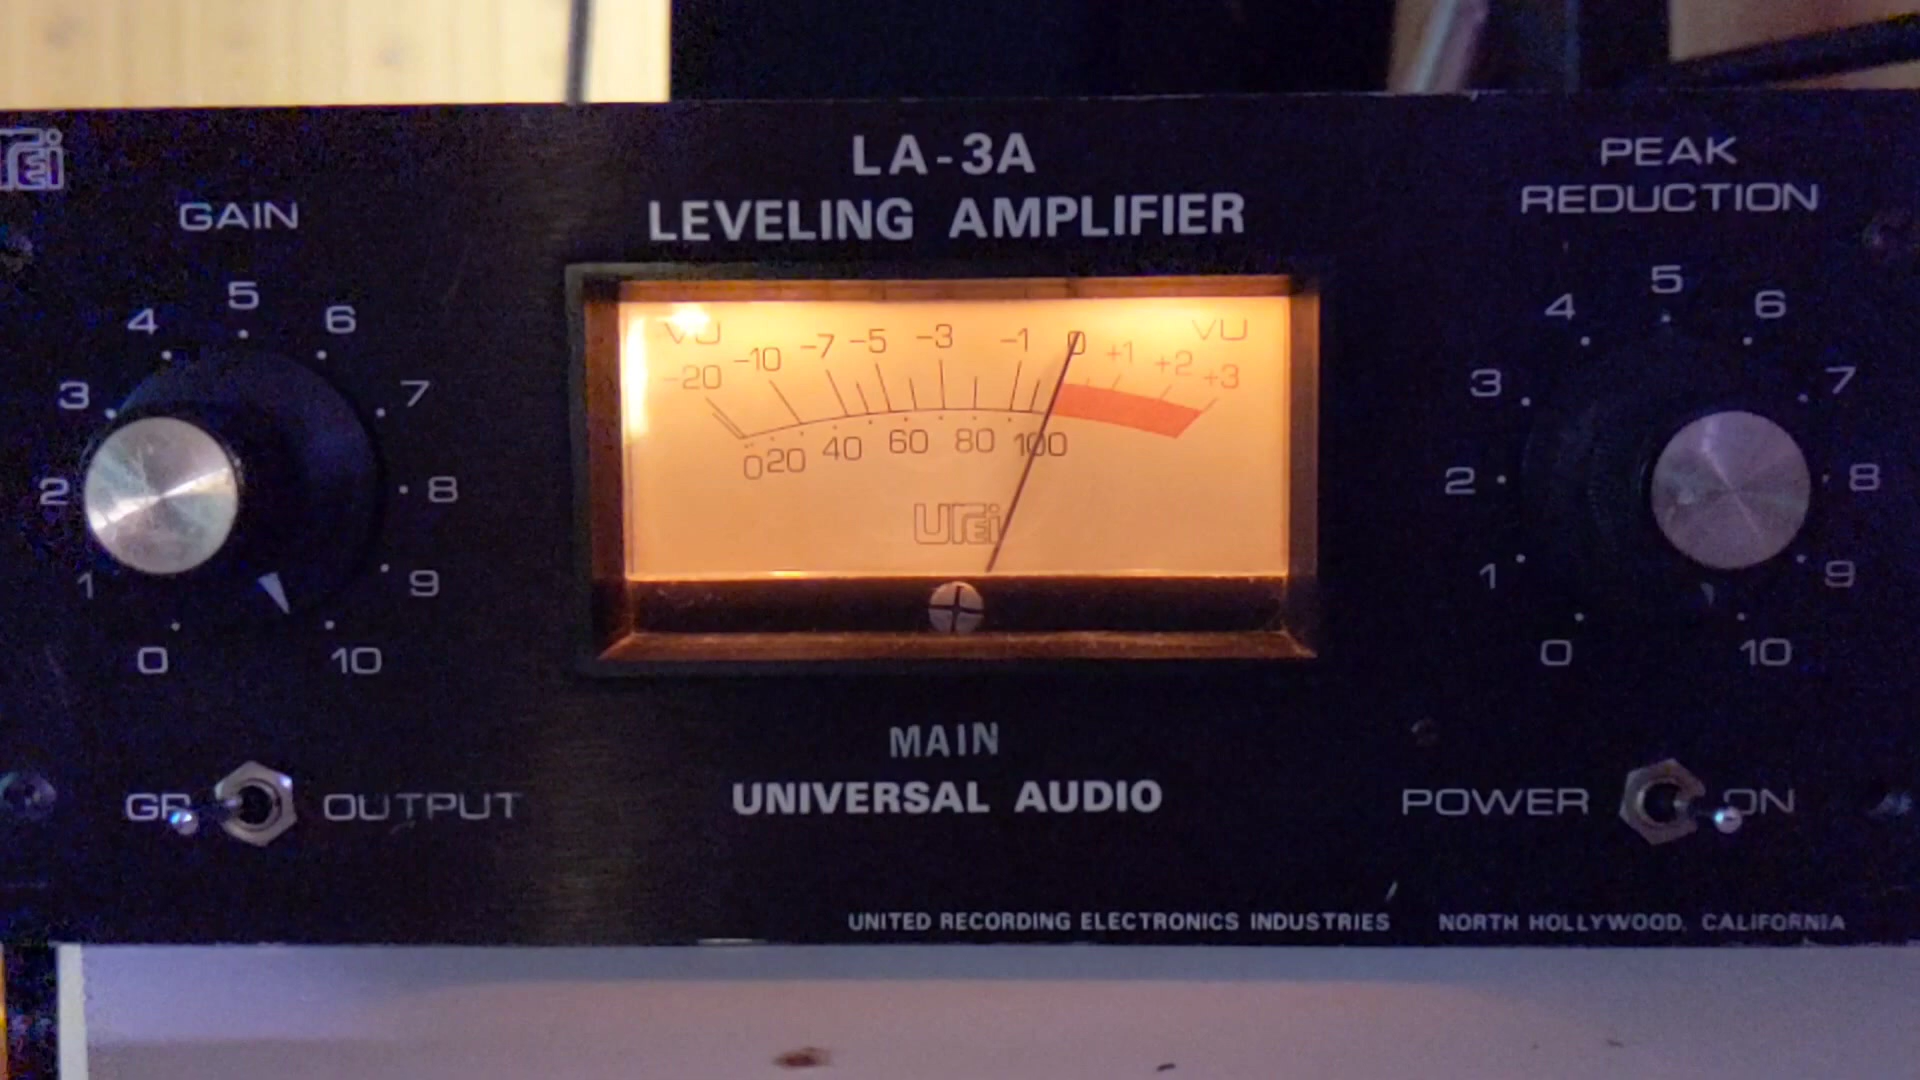 urei
LA-3A
LEVELING AMPLIFIER
GAIN
0 1 2 3 4 5 6 7 8 9 10
VU VU
-20 -10 -7 -5 -3 -1 0 +1 +2 +3
0 20 40 60 80 100
UREi
PEAK
REDUCTION
0 1 2 3 4 5 6 7 8 9 10
GR OUTPUT
MAIN
UNIVERSAL AUDIO
POWER ON
UNITED RECORDING ELECTRONICS INDUSTRIES NORTH HOLLYWOOD, CALIFORNIA